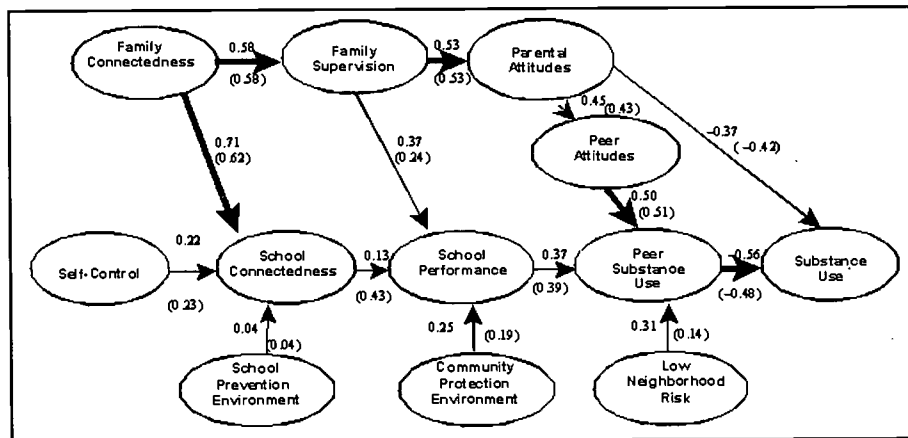 Family
Connectedness
0.58
(0.58)
Family
Supervision
0.53
(0.53)
Parental
Attitudes
0.45
(0.43)
Peer
Attitudes
-0.37
(-0.42)
0.71
(0.62)
0.37
(0.24)
0.50
(0.51)
Self-Control
0.22
(0.23)
School
Connectedness
0.13
(0.43)
School
Performance
0.37
(0.39)
Peer
Substance
Use
-0.56
(-0.48)
Substance
Use
0.04
(0.04)
0.25
(0.19)
0.31
(0.14)
School
Prevention
Environment
Community
Protection
Environment
Low
Neighborhood
Risk